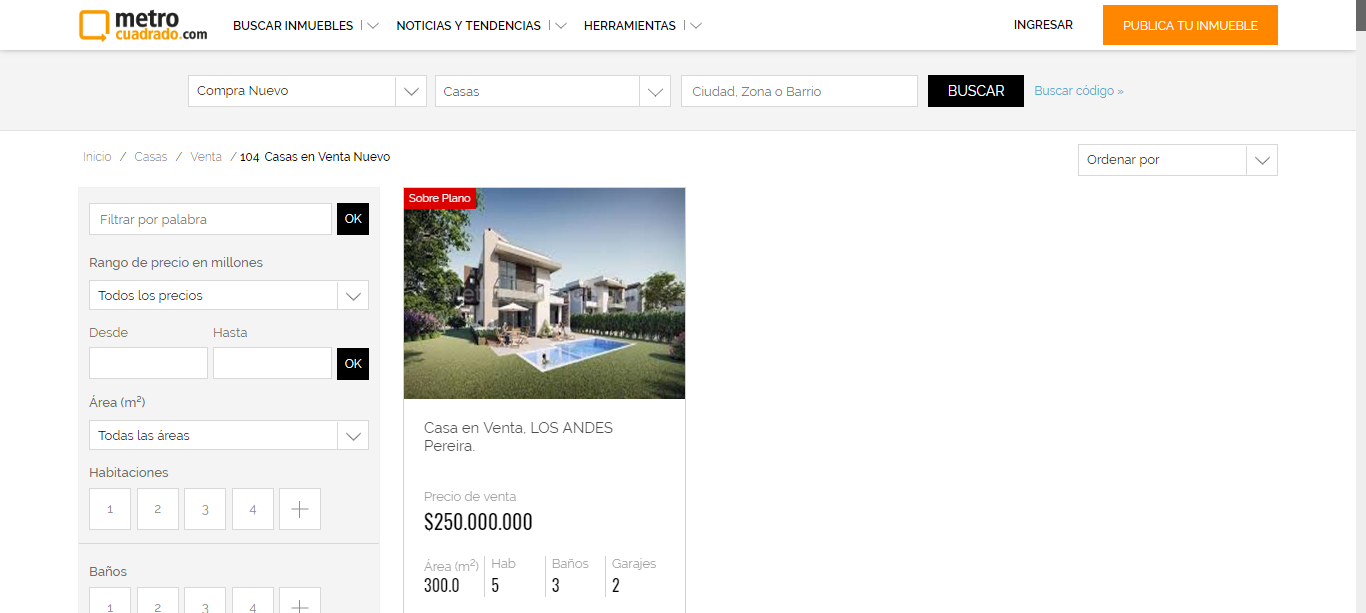 metro
cuadrado.com
BUSCAR INMUEBLES
NOTICIAS Y TENDENCIAS
HERRAMIENTAS
INGRESAR
PUBLICA TU INMUEBLE
Compra Nuevo
Casas
Ciudad, Zona o Barrio
BUSCAR
Buscar código »
Inicio / Casas / Venta / 104 Casas en Venta Nuevo
Ordenar por
Filtrar por palabra
OK
Rango de precio en millones
Todos los precios
Desde
Hasta
OK
Área (m²)
Todas las áreas
Habitaciones
1 2 3 4 +
Baños
1 2 3 4 +
Sobre Plano
Casa en Venta, LOS ANDES
Pereira.
Precio de venta
$250.000.000
Área (m²) Hab Baños Garajes
300.0 5 3 2